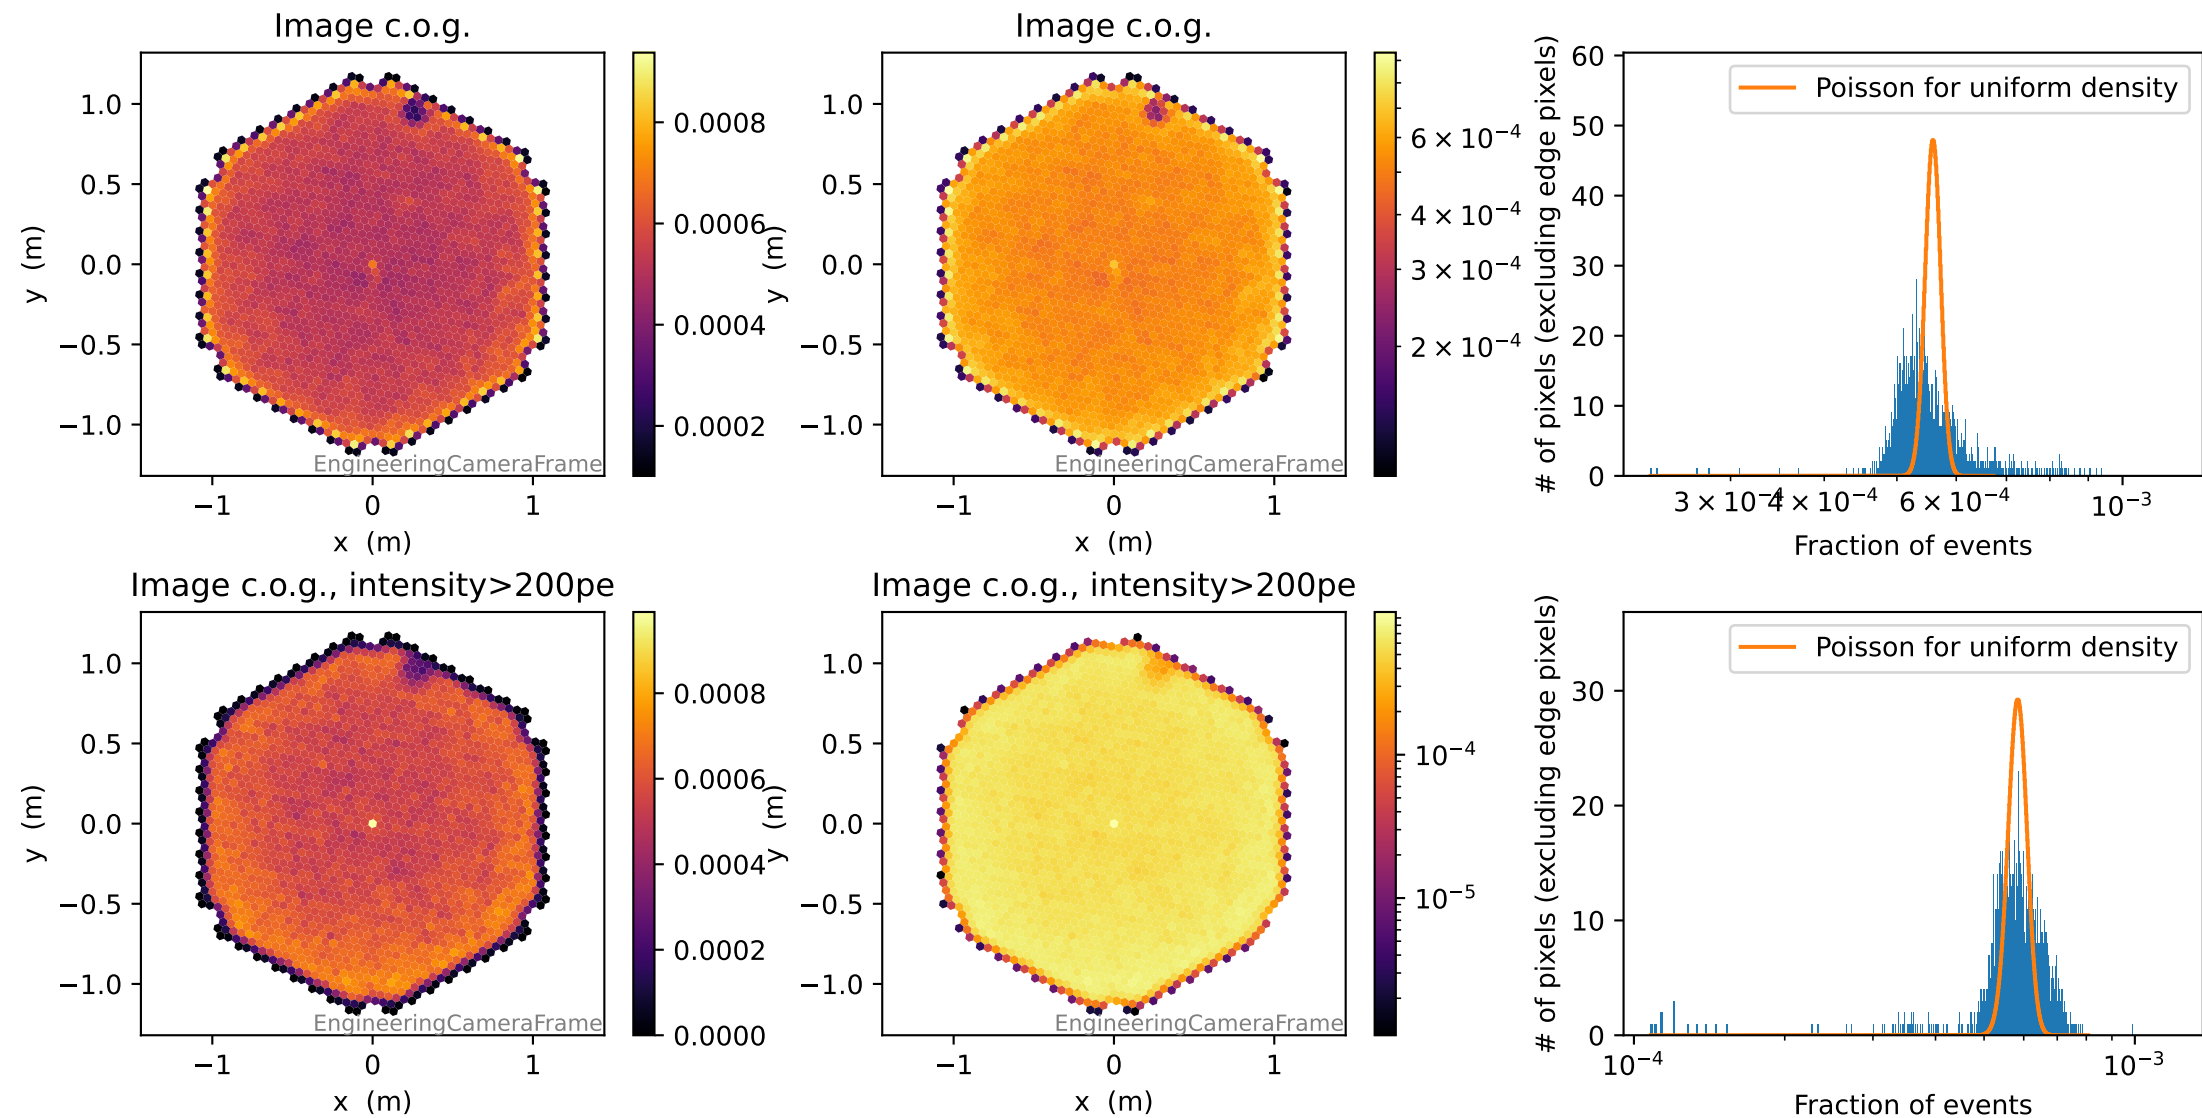 Image c.o.g.
1.0
0.5
0.0
−0.5
−1.0
y (m)
−1 0 1
x (m)
EngineeringCameraFrame
0.0008
0.0006
0.0004
0.0002
Image c.o.g.
1.0
0.5
0.0
−0.5
−1.0
y (m)
−1 0 1
x (m)
EngineeringCameraFrame
6 × 10⁻⁴
4 × 10⁻⁴
3 × 10⁻⁴
2 × 10⁻⁴
60
50
40
30
20
10
0
# of pixels (excluding edge pixels)
Poisson for uniform density
3 × 10⁻⁴ 4 × 10⁻⁴ 6 × 10⁻⁴ 10⁻³
Fraction of events
Image c.o.g., intensity>200pe
1.0
0.5
0.0
−0.5
−1.0
y (m)
−1 0 1
x (m)
EngineeringCameraFrame
0.0008
0.0006
0.0004
0.0002
0.0000
Image c.o.g., intensity>200pe
1.0
0.5
0.0
−0.5
−1.0
y (m)
−1 0 1
x (m)
EngineeringCameraFrame
10⁻⁴
10⁻⁵
30
20
10
0
# of pixels (excluding edge pixels)
Poisson for uniform density
10⁻⁴ 10⁻³
Fraction of events